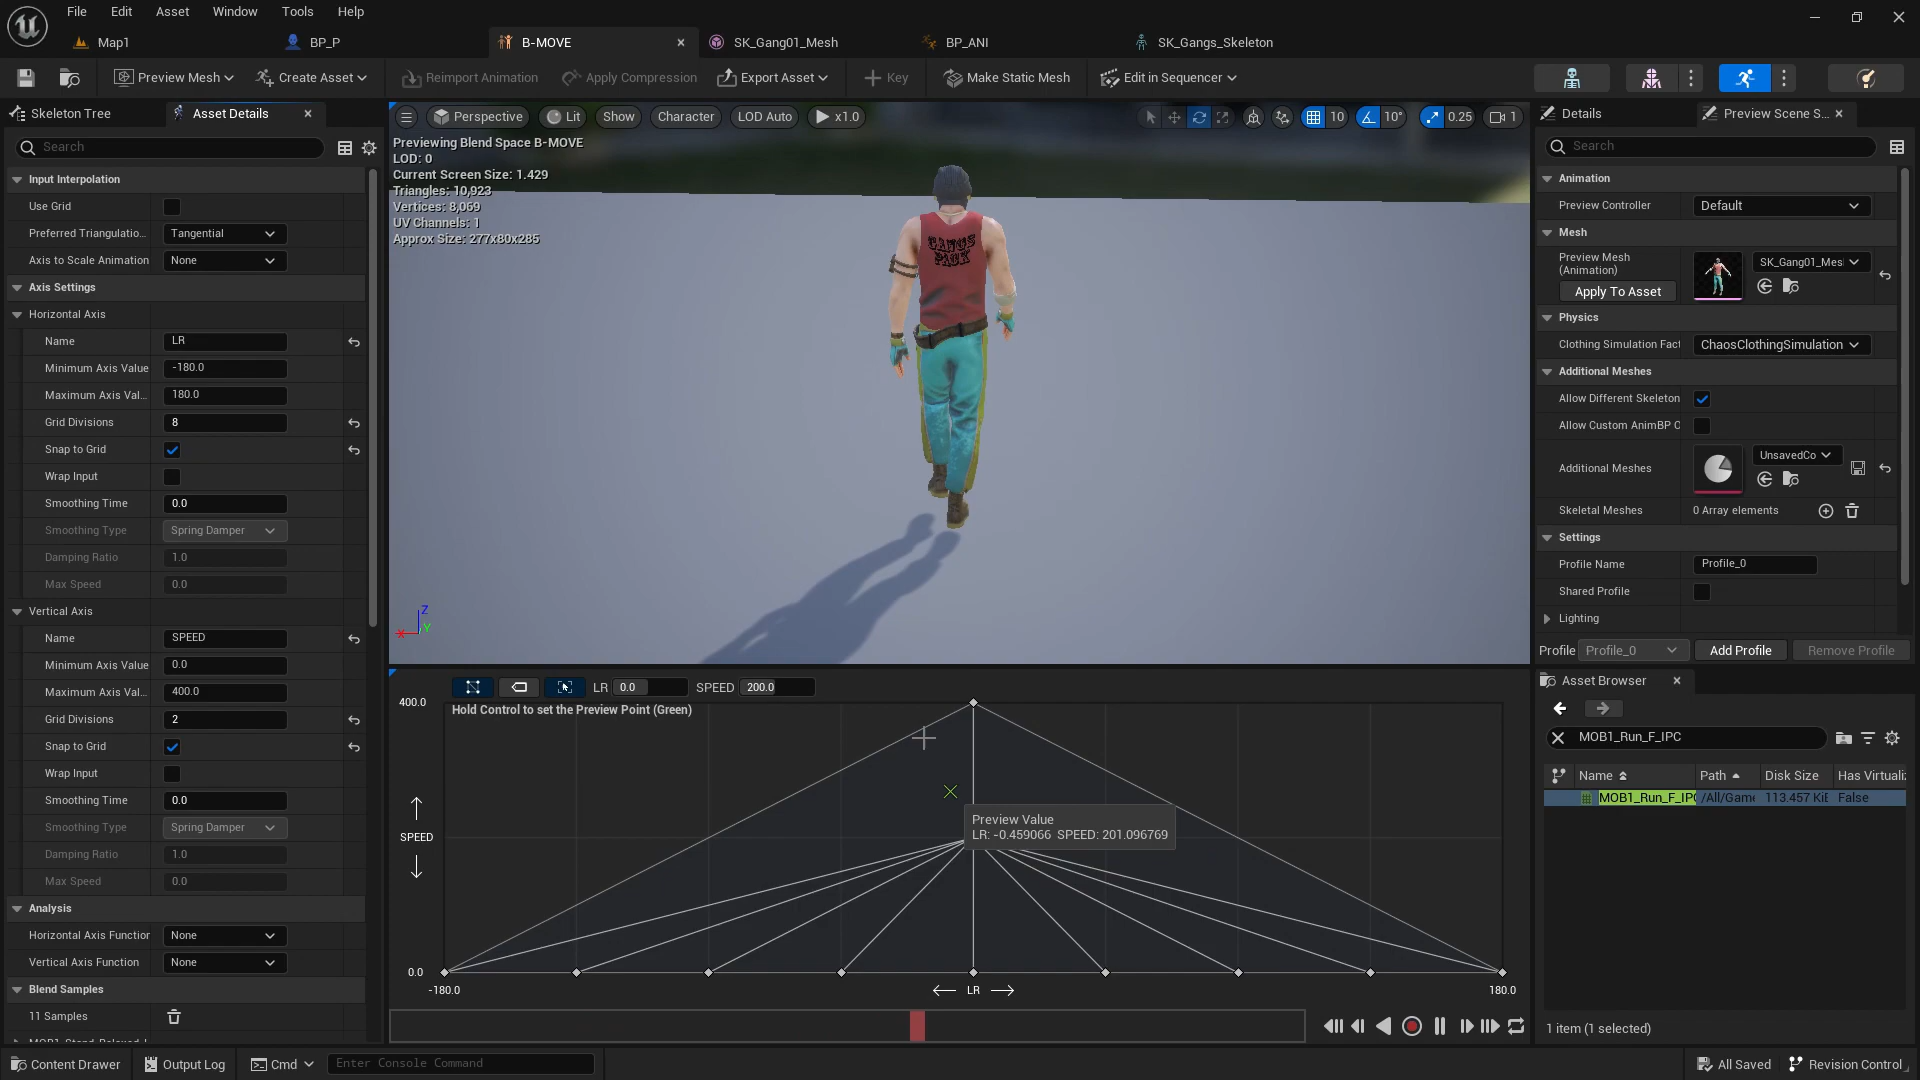 File Edit Asset Window Tools Help
Map1 BP_P B-MOVE SK_Gang01_Mesh BP_ANI SK_Gangs_Skeleton
Preview Mesh Create Asset Reimport Animation Apply Compression Export Asset Key Make Static Mesh Edit in Sequencer
Skeleton Tree Asset Details
Search
Input Interpolation
Use Grid
Preferred Triangulatio... Tangential
Axis to Scale Animation None
Axis Settings
Horizontal Axis
Name LR
Minimum Axis Value -180.0
Maximum Axis Val... 180.0
Grid Divisions 8
Snap to Grid
Wrap Input
Smoothing Time 0.0
Smoothing Type Spring Damper
Damping Ratio 1.0
Max Speed 0.0
Vertical Axis
Name SPEED
Minimum Axis Value 0.0
Maximum Axis Val... 400.0
Grid Divisions 2
Snap to Grid
Wrap Input
Smoothing Time 0.0
Smoothing Type Spring Damper
Damping Ratio 1.0
Max Speed 0.0
Analysis
Horizontal Axis Function None
Vertical Axis Function None
Blend Samples
11 Samples
Perspective Lit Show Character LOD Auto x1.0 10 10° 0.25 1
Previewing Blend Space B-MOVE
LOD: 0
Current Screen Size: 1.429
Triangles: 10,923
Vertices: 8,069
UV Channels: 1
Approx Size: 277x80x285
GANGS
PACK
Z
X Y
LR 0.0 SPEED 200.0
400.0
Hold Control to set the Preview Point (Green)
Preview Value
LR: -0.459066 SPEED: 201.096769
SPEED
0.0
-180.0 LR 180.0
Details Preview Scene S...
Search
Animation
Preview Controller Default
Mesh
Preview Mesh
(Animation)
SK_Gang01_Mes
Apply To Asset
Physics
Clothing Simulation Fact ChaosClothingSimulation
Additional Meshes
Allow Different Skeleton
Allow Custom AnimBP O
Additional Meshes UnsavedCo
Skeletal Meshes 0 Array elements
Settings
Profile Name Profile_0
Shared Profile
Lighting
Profile Profile_0 Add Profile Remove Profile
Asset Browser
MOB1_Run_F_IPC
Name Path Disk Size Has Virtualiz
MOB1_Run_F_IPC /All/Game 113.457 KiB False
1 item (1 selected)
Content Drawer Output Log Cmd Enter Console Command All Saved Revision Control